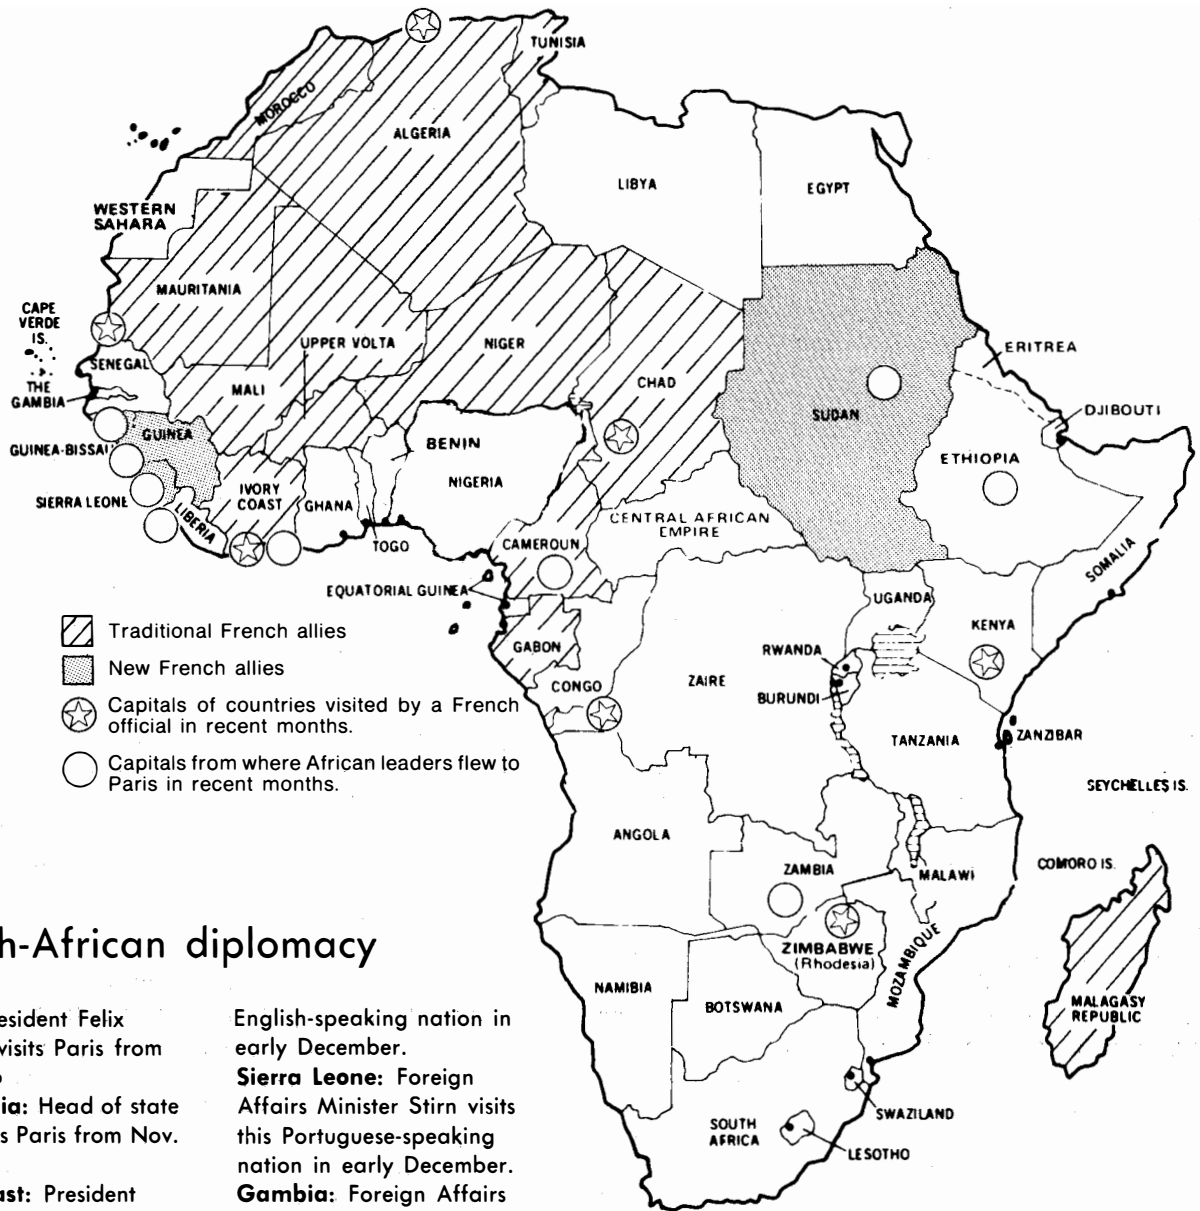 TUNISIA
MOROCCO
ALGERIA
LIBYA
EGYPT
WESTERN
SAHARA
MAURITANIA
CAPE
VERDE
IS.
UPPER VOLTA
NIGER
ERITREA
SENEGAL
CHAD
THE
GAMBIA
MALI
SUDAN
DJIBOUTI
GUINEA
BENIN
GUINEA-BISSAU
ETHIOPIA
NIGERIA
IVORY
COAST
SIERRA LEONE
GHANA
LIBERIA
CENTRAL AFRICAN
EMPIRE
TOGO
CAMEROUN
SOMALIA
EQUATORIAL GUINEA
UGANDA
KENYA
Traditional French allies
GABON
RWANDA
New French allies
ZAIRE
CONGO
BURUNDI
Capitals of countries visited by a French
official in recent months.
TANZANIA
ZANZIBAR
Capitals from where African leaders flew to
Paris in recent months.
SEYCHELLES IS.
ANGOLA
ZAMBIA
MALAWI
COMORO IS.
ZIMBABWE
(Rhodesia)
MOZAMBIQUE
NAMIBIA
BOTSWANA
MALAGASY
REPUBLIC
SWAZILAND
SOUTH
AFRICA
LESOTHO
h-African diplomacy
esident Felix
visits Paris from
ia: Head of state
s Paris from Nov.
ast: President
English-speaking nation in
early December.
Sierra Leone: Foreign
Affairs Minister Stirn visits
this Portuguese-speaking
nation in early December.
Gambia: Foreign Affairs